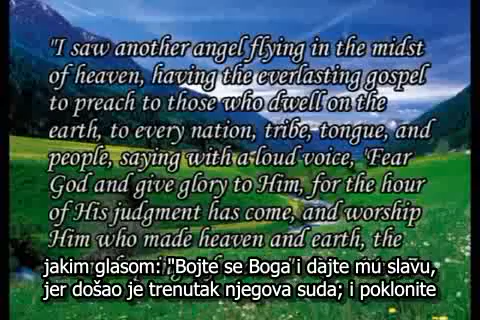 "I saw another angel flying in the midst
of heaven, having the everlasting gospel
to preach to those who dwell on the
earth, to every nation, tribe, tongue, and
people, saying with a loud voice, 'Fear
God and give glory to Him, for the hour
of His judgment has come, and worship
Him who made heaven and earth, the
jakim glasom: "Bojte se Boga i dajte mu slavu,
jer došao je trenutak njegova suda; i poklonite